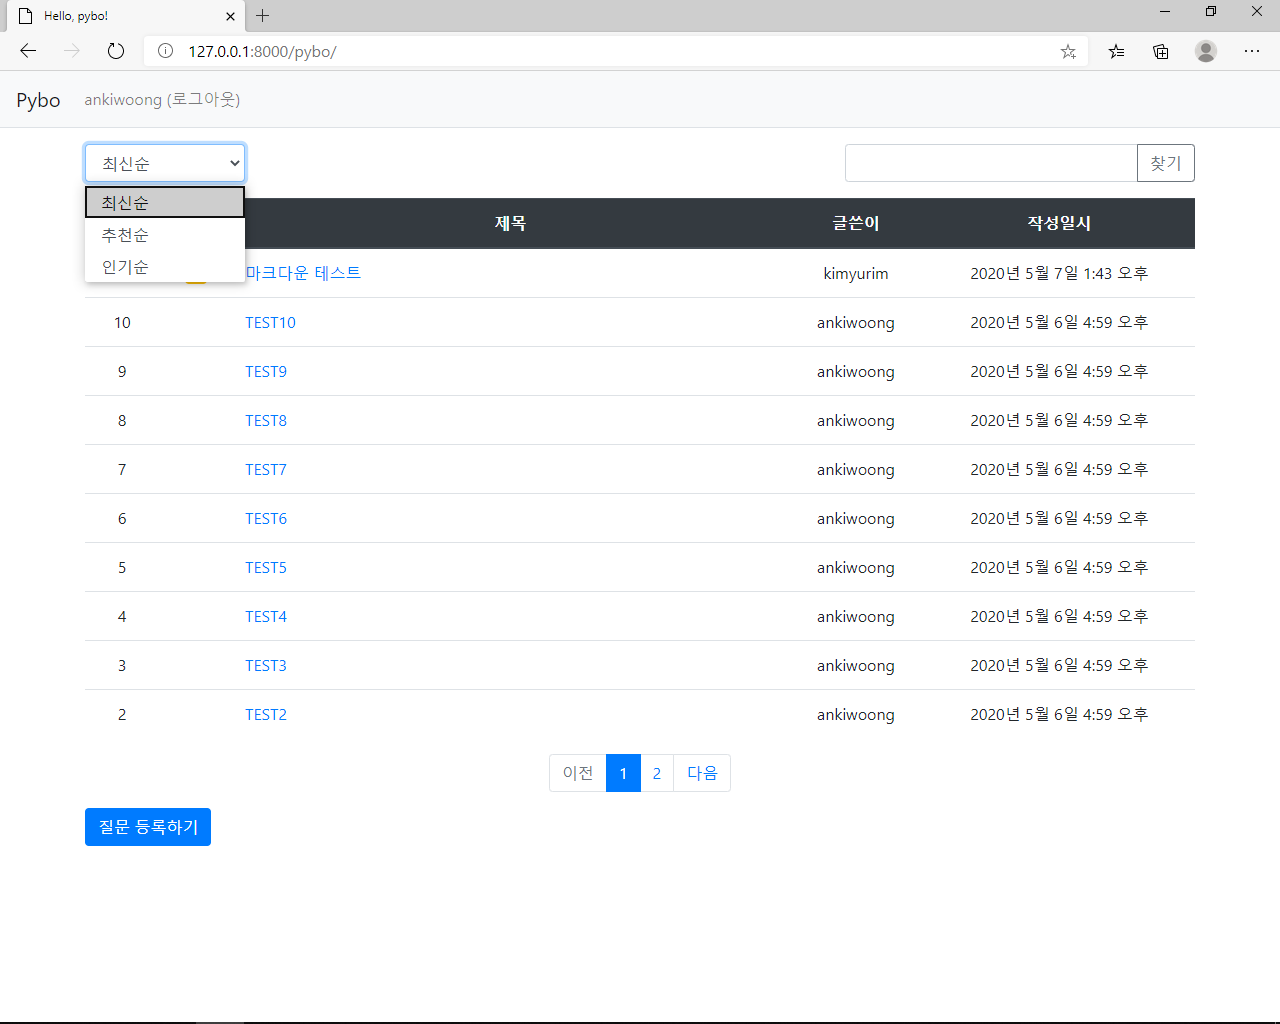 Hello, pybo!
127.0.0.1:8000/pybo/
Pybo ankiwoong (로그아웃)
최신순 찾기
최신순
추천순
인기순
제목 글쓴이 작성일시
마크다운 테스트 kimyurim 2020년 5월 7일 1:43 오후
10 TEST10 ankiwoong 2020년 5월 6일 4:59 오후
9 TEST9 ankiwoong 2020년 5월 6일 4:59 오후
8 TEST8 ankiwoong 2020년 5월 6일 4:59 오후
7 TEST7 ankiwoong 2020년 5월 6일 4:59 오후
6 TEST6 ankiwoong 2020년 5월 6일 4:59 오후
5 TEST5 ankiwoong 2020년 5월 6일 4:59 오후
4 TEST4 ankiwoong 2020년 5월 6일 4:59 오후
3 TEST3 ankiwoong 2020년 5월 6일 4:59 오후
2 TEST2 ankiwoong 2020년 5월 6일 4:59 오후
이전 1 2 다음
질문 등록하기